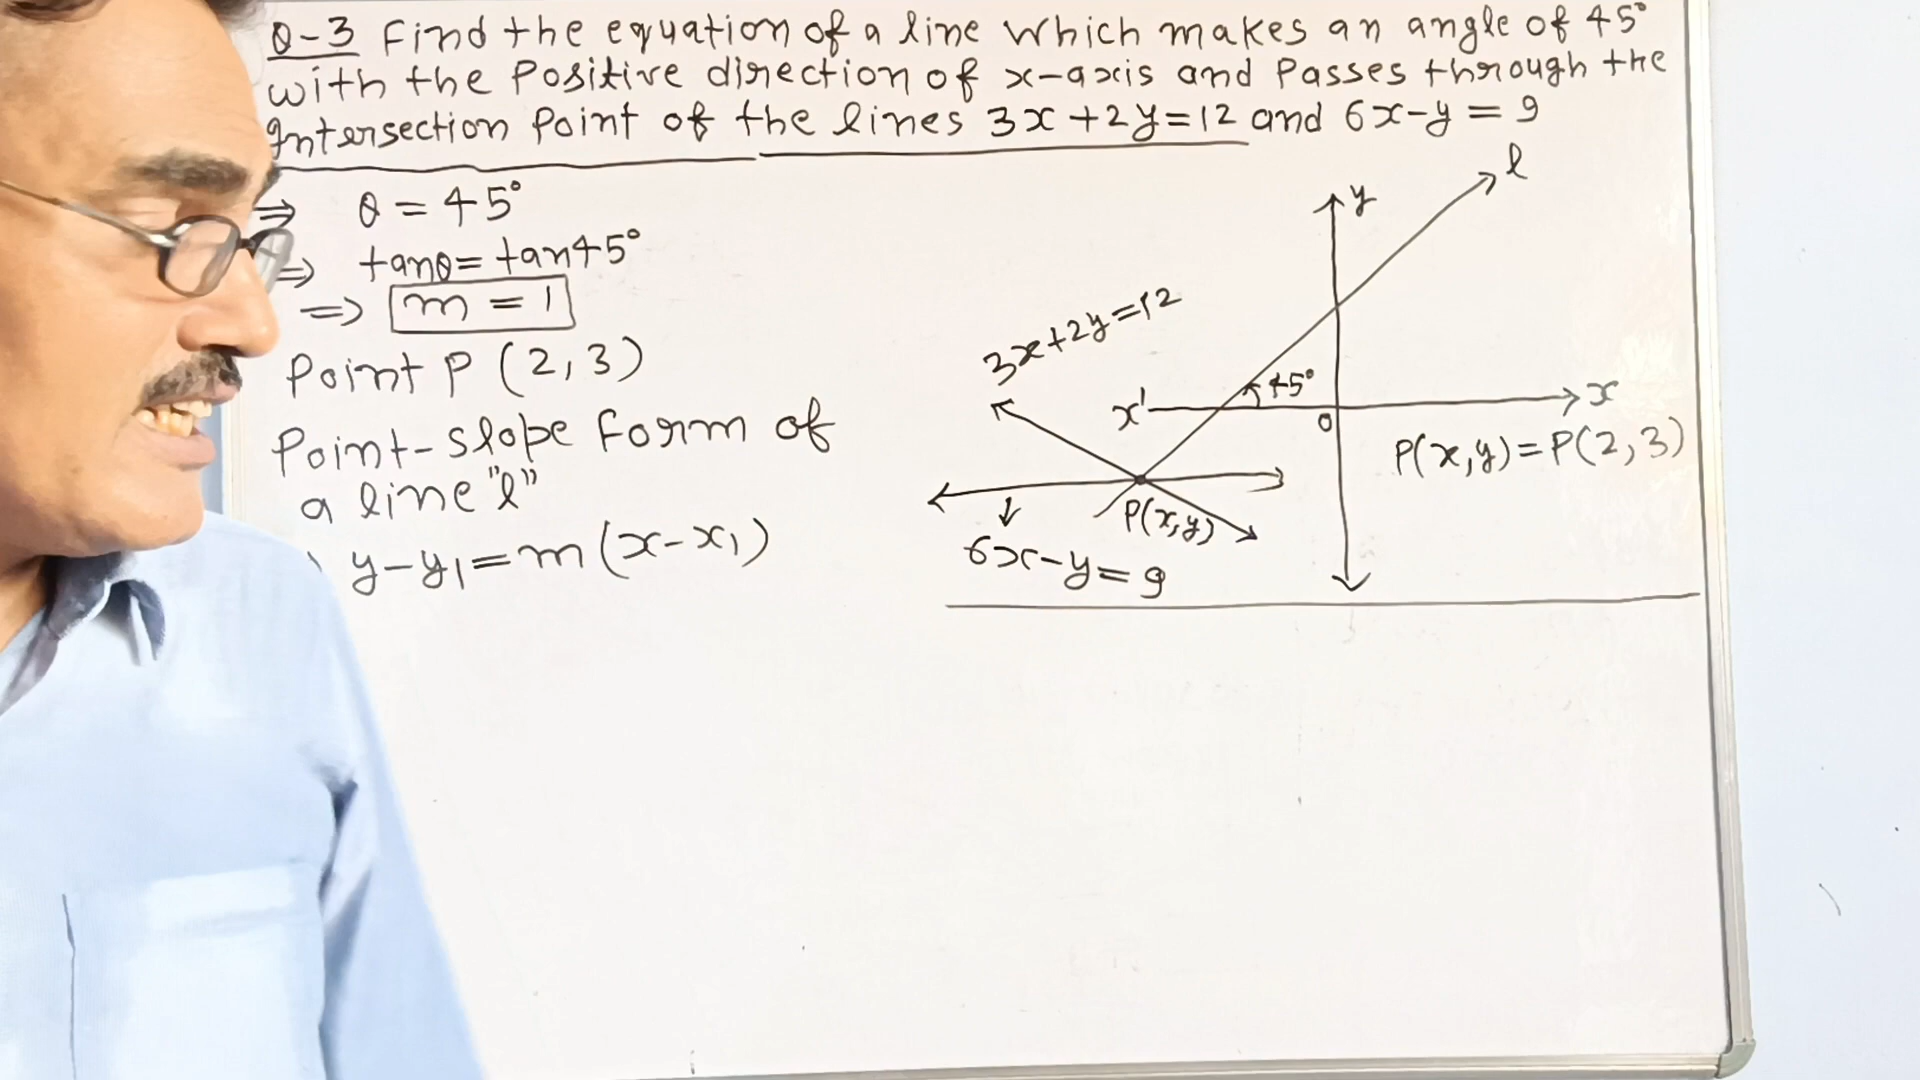 Q-3 Find the equation of a line which makes an angle of 45°
with the Positive direction of x-axis and Passes through the
Intersection Point of the lines 3x+2y=12 and 6x-y=9
⇒ θ = 45°
⇒ tanθ = tan45°
⇒ m = 1
Point P (2,3)
Point-slope form of
a line "l"
y-y₁=m(x-x₁)
l
y
3x+2y=12
45°
x'
x
0
P(x,y)=P(2,3)
P(x,y)
6x-y=9